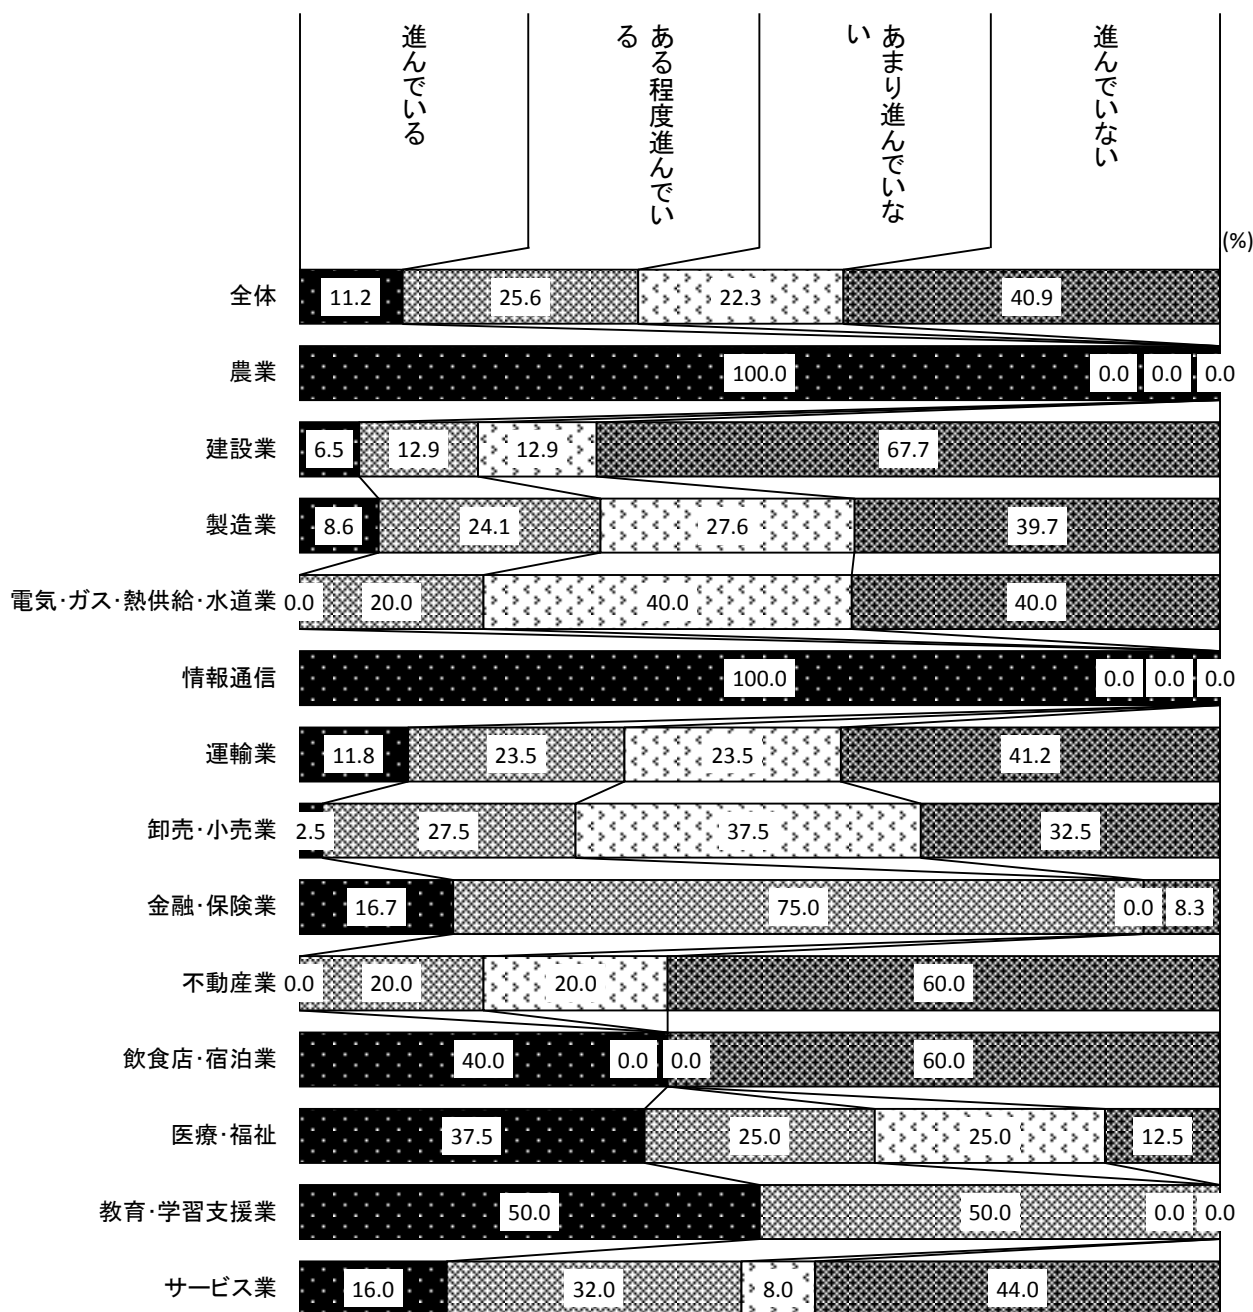 進んでいる
ある程度進んでい
る
あまり進んでいな
い
進んでいない
(%)
全体 11.2 25.6 22.3 40.9
農業 100.0 0.0 0.0 0.0
建設業 6.5 12.9 12.9 67.7
製造業 8.6 24.1 27.6 39.7
電気･ガス･熱供給･水道業 0.0 20.0 40.0 40.0
情報通信 100.0 0.0 0.0 0.0
運輸業 11.8 23.5 23.5 41.2
卸売･小売業 2.5 27.5 37.5 32.5
金融･保険業 16.7 75.0 0.0 8.3
不動産業 0.0 20.0 20.0 60.0
飲食店･宿泊業 40.0 0.0 0.0 60.0
医療･福祉 37.5 25.0 25.0 12.5
教育･学習支援業 50.0 50.0 0.0 0.0
サービス業 16.0 32.0 8.0 44.0